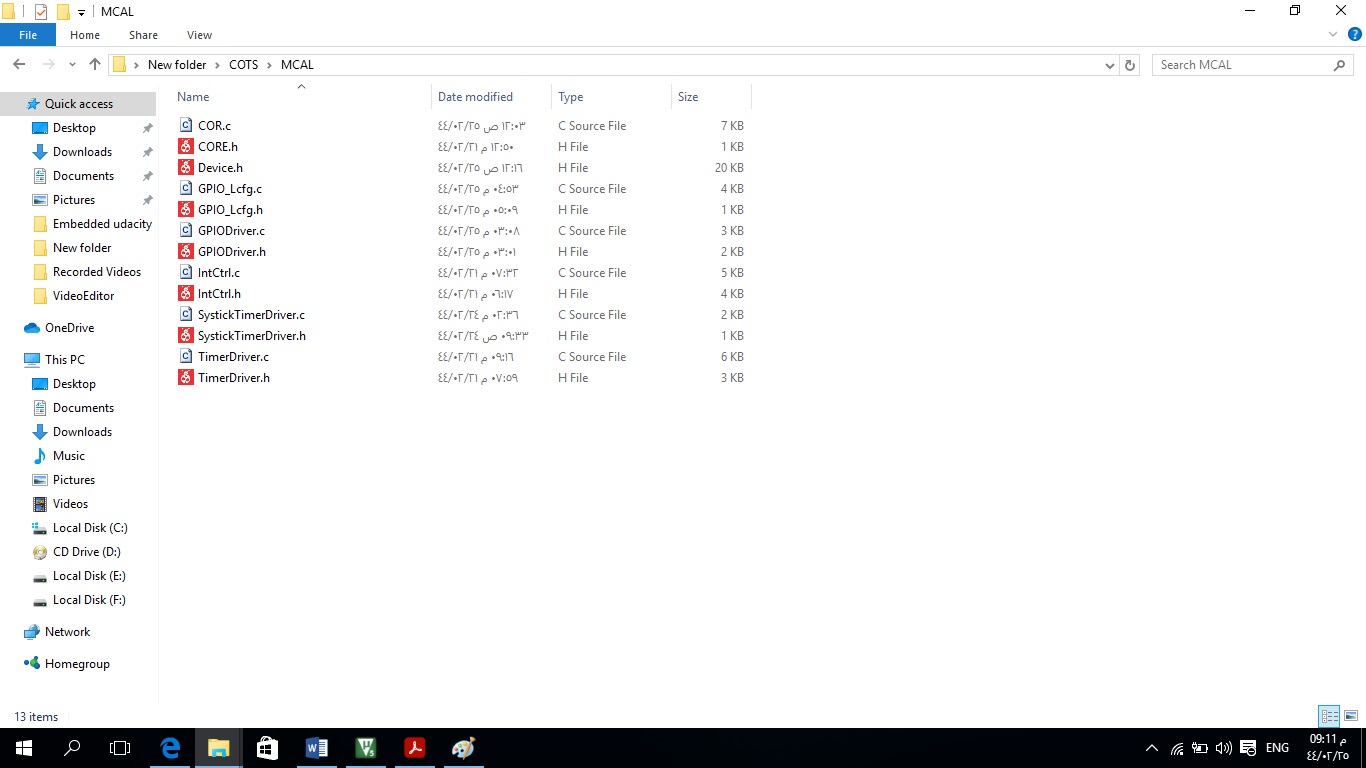 MCAL
File Home Share View
New folder COTS MCAL Search MCAL
Name Date modified Type Size
COR.c ٤٤/٠٢/٢٥ ١٢:٠٣ ص C Source File 7 KB
CORE.h ٤٤/٠٢/٢١ ١٢:٥٠ م H File 1 KB
Device.h ٤٤/٠٢/٢٥ ١٢:١٦ ص H File 20 KB
GPIO_Lcfg.c ٤٤/٠٢/٢٥ ٠٤:٥٣ م C Source File 4 KB
GPIO_Lcfg.h ٤٤/٠٢/٢٥ ٠٥:٠٩ م H File 1 KB
GPIODriver.c ٤٤/٠٢/٢٥ ٠٣:٠٨ م C Source File 3 KB
GPIODriver.h ٤٤/٠٢/٢٥ ٠٣:٠١ م H File 2 KB
IntCtrl.c ٤٤/٠٢/٢١ ٠٧:٣٢ م C Source File 5 KB
IntCtrl.h ٤٤/٠٢/٢١ ٠٦:١٧ م H File 4 KB
SystickTimerDriver.c ٤٤/٠٢/٢٤ ٠٢:٣٦ م C Source File 2 KB
SystickTimerDriver.h ٤٤/٠٢/٢٤ ٠٩:٣٣ ص H File 1 KB
TimerDriver.c ٤٤/٠٢/٢١ ٠٩:١٦ م C Source File 6 KB
TimerDriver.h ٤٤/٠٢/٢١ ٠٧:٥٩ م H File 3 KB
Quick access
Desktop
Downloads
Documents
Pictures
Embedded udacity
New folder
Recorded Videos
VideoEditor
OneDrive
This PC
Desktop
Documents
Downloads
Music
Pictures
Videos
Local Disk (C:)
CD Drive (D:)
Local Disk (E:)
Local Disk (F:)
Network
Homegroup
13 items
ENG
09:11 م
٤٤/٠٢/٢٥